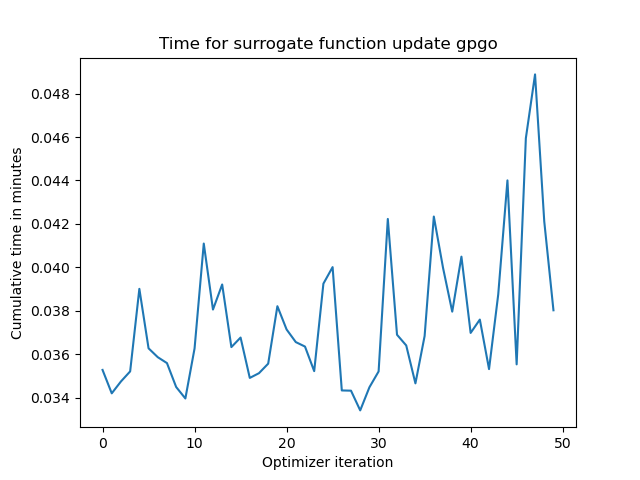 Time for surrogate function update gpgo
Cumulative time in minutes
0.048
0.046
0.044
0.042
0.040
0.038
0.036
0.034
0 10 20 30 40 50
Optimizer iteration